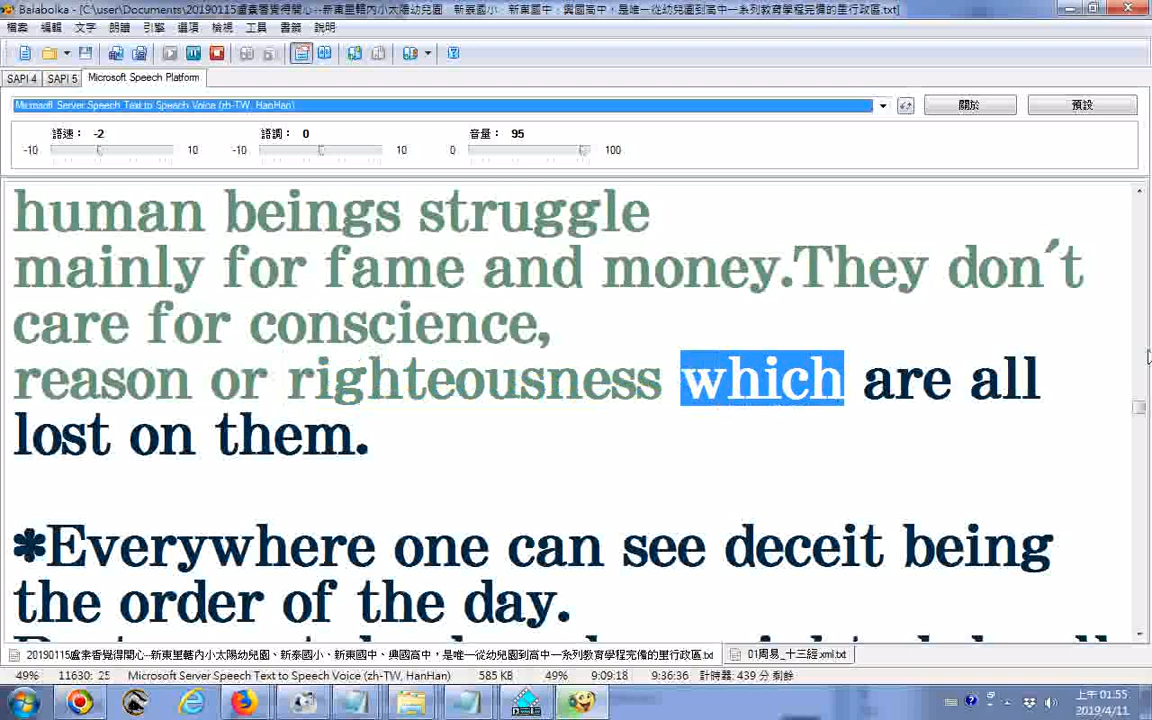 Balabolka - [C:\user\Documents\20190115盧素香覺得開心--新東里轄內小太陽幼兒園、新泰國小、新東國中、興國高中，是唯一從幼兒園到高中一系列教育學程完備的里行政區.txt]
檔案 編輯 文字 朗讀 引擎 選項 檢視 工具 書籤 說明
SAPI 4 SAPI 5 Microsoft Speech Platform
Microsoft Server Speech Text to Speech Voice (zh-TW, HanHan)
關於 預設
語速： -2 語調： 0 音量： 95
-10 10 -10 10 0 100
human beings struggle
mainly for fame and money.They don´t
care for conscience,
reason or righteousness which are all
lost on them.
*Everywhere one can see deceit being
the order of the day.
20190115盧素香覺得開心--新東里轄內小太陽幼兒園、新泰國小、新東國中、興國高中，是唯一從幼兒園到高中一系列教育學程完備的里行政區.txt 01周易_十三經.xml.txt
49% 11630: 25 Microsoft Server Speech Text to Speech Voice (zh-TW, HanHan) 585 KB 49% 9:09:18 9:36:36 計時器: 439 分 剩餘
上午 01:55
2019/4/11